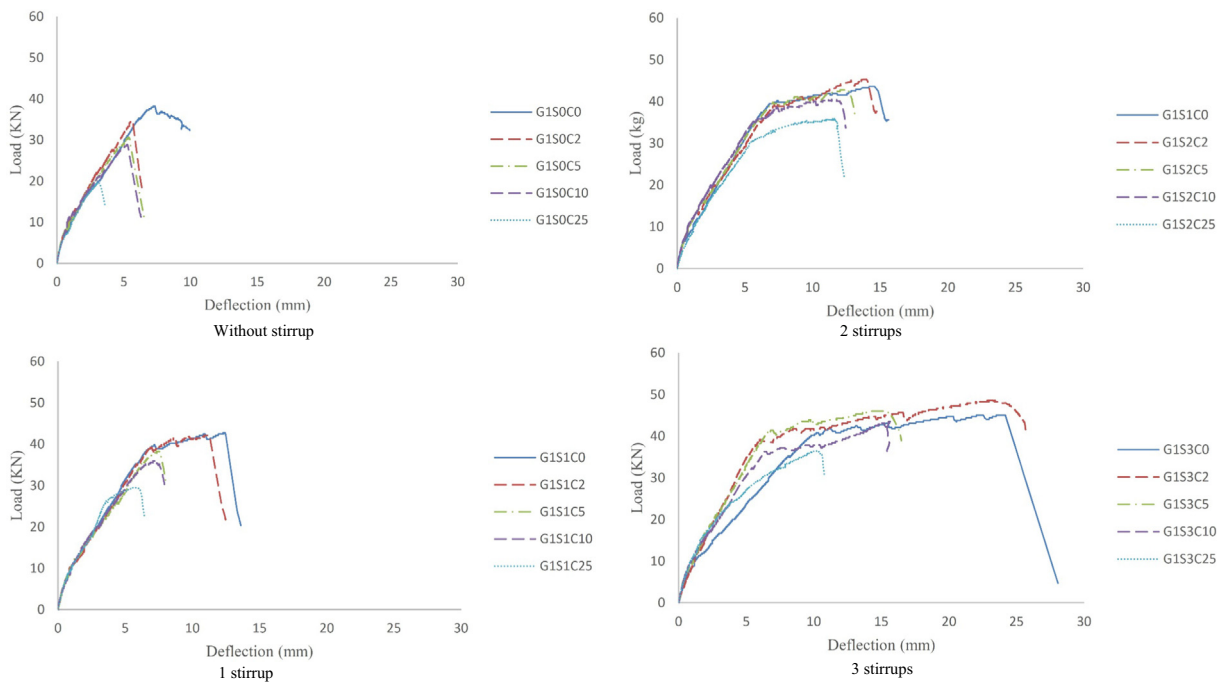 60
50
40
30
20
10
0
Load (KN)
0 5 10 15 20 25 30
Deflection (mm)
G1S0C0
G1S0C2
G1S0C5
G1S0C10
G1S0C25
Without stirrup
60
50
40
30
20
10
0
Load (kg)
0 5 10 15 20 25 30
Deflection (mm)
G1S1C0
G1S2C2
G1S2C5
G1S2C10
G1S2C25
2 stirrups
60
50
40
30
20
10
0
Load (KN)
0 5 10 15 20 25 30
Deflection (mm)
G1S1C0
G1S1C2
G1S1C5
G1S1C10
G1S1C25
1 stirrup
60
50
40
30
20
10
0
Load (KN)
0 5 10 15 20 25 30
Deflection (mm)
G1S3C0
G1S3C2
G1S3C5
G1S3C10
G1S3C25
3 stirrups